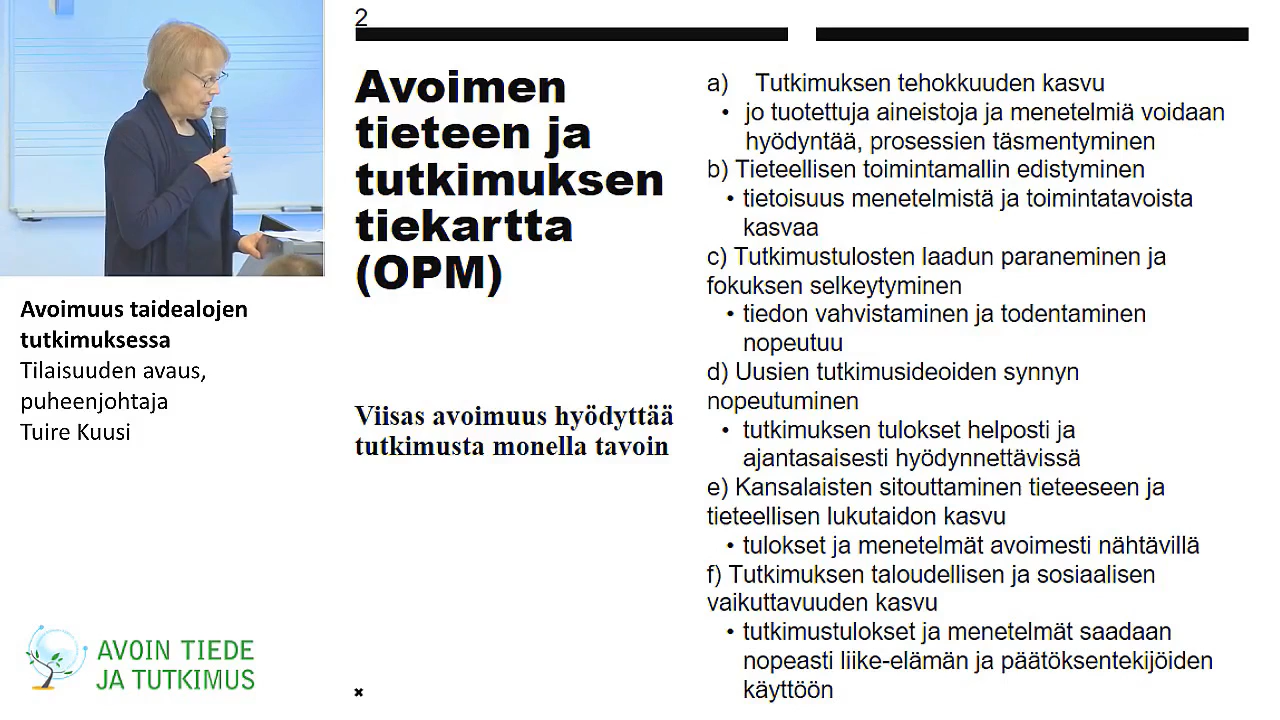 Avoimuus taidealojen
tutkimuksessa
Tilaisuuden avaus,
puheenjohtaja
Tuire Kuusi
AVOIN TIEDE
JA TUTKIMUS
2
Avoimen
tieteen ja
tutkimuksen
tiekartta
(OPM)
Viisas avoimuus hyödyttää
tutkimusta monella tavoin
a) Tutkimuksen tehokkuuden kasvu
• jo tuotettuja aineistoja ja menetelmiä voidaan
hyödyntää, prosessien täsmentyminen
b) Tieteellisen toimintamallin edistyminen
• tietoisuus menetelmistä ja toimintatavoista
kasvaa
c) Tutkimustulosten laadun paraneminen ja
fokuksen selkeytyminen
• tiedon vahvistaminen ja todentaminen
nopeutuu
d) Uusien tutkimusideoiden synnyn
nopeutuminen
• tutkimuksen tulokset helposti ja
ajantasaisesti hyödynnettävissä
e) Kansalaisten sitouttaminen tieteeseen ja
tieteellisen lukutaidon kasvu
• tulokset ja menetelmät avoimesti nähtävillä
f) Tutkimuksen taloudellisen ja sosiaalisen
vaikuttavuuden kasvu
• tutkimustulokset ja menetelmät saadaan
nopeasti liike-elämän ja päätöksentekijöiden
käyttöön